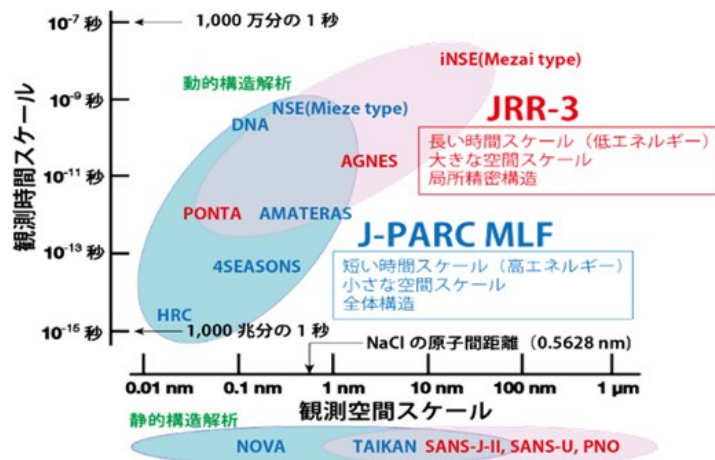 10⁻⁷ 秒
1,000 万分の 1 秒
iNSE(Mezai type)
動的構造解析
10⁻⁹ 秒
NSE(Mieze type)
JRR-3
DNA
長い時間スケール(低エネルギー)
大きな空間スケール
局所精密構造
AGNES
10⁻¹¹ 秒
観測時間スケール
PONTA
AMATERAS
J-PARC MLF
10⁻¹³ 秒
4SEASONS
短い時間スケール(高エネルギー)
小さな空間スケール
全体構造
HRC
10⁻¹⁵ 秒
1,000 兆分の 1 秒
NaCl の原子間距離(0.5628 nm)
0.01 nm 0.1 nm 1 nm 10 nm 100 nm 1 μm
観測空間スケール
静的構造解析
NOVA TAIKAN SANS-J-II, SANS-U, PNO